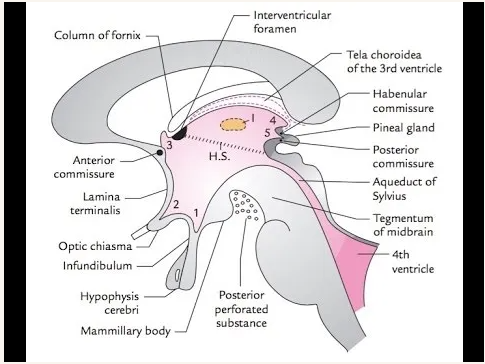 Interventricular
foramen
Column of fornix
Tela choroidea
of the 3rd ventricle
Habenular
commissure
Pineal gland
Posterior
commissure
Aqueduct of
Sylvius
Tegmentum
of midbrain
4th
ventricle
Anterior
commissure
Lamina
terminalis
Optic chiasma
Infundibulum
Hypophysis
cerebri
Mammillary body
Posterior
perforated
substance
I
4
5
3
H.S.
2
1